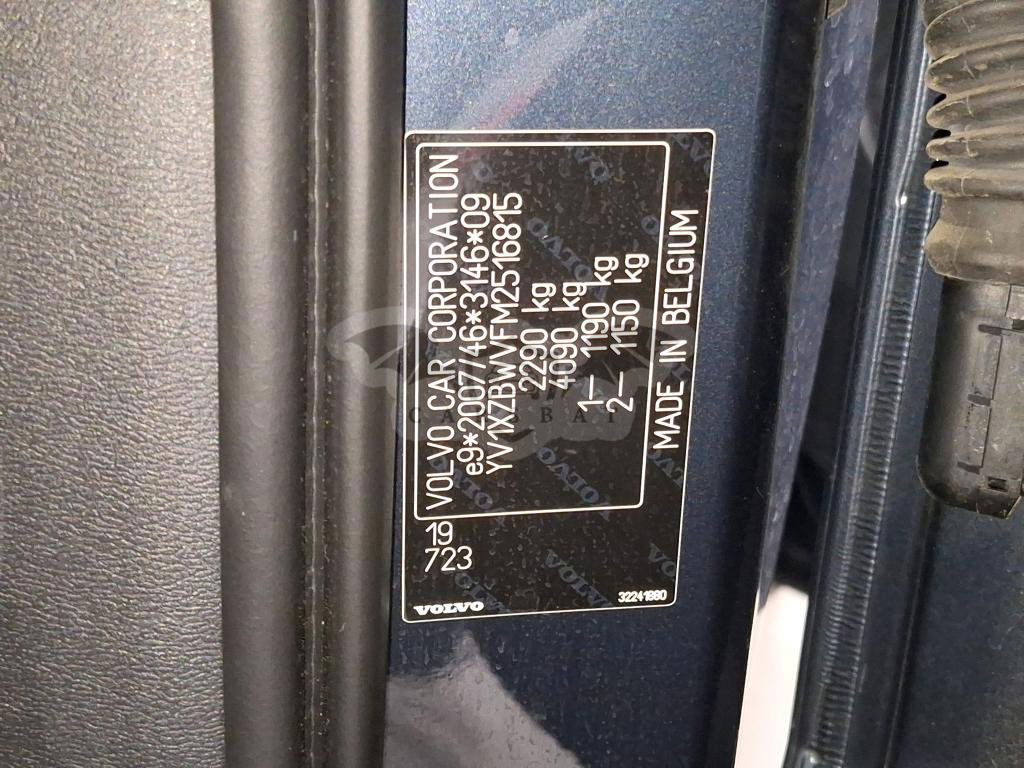 VOLVO CAR CORPORATION
e9*2007/46*3146*09
YV1XZBWVFM2516815
2290 kg
4090 kg
1– 1190 kg
2– 1150 kg
MADE IN BELGIUM
19
723
VOLVO
32241980